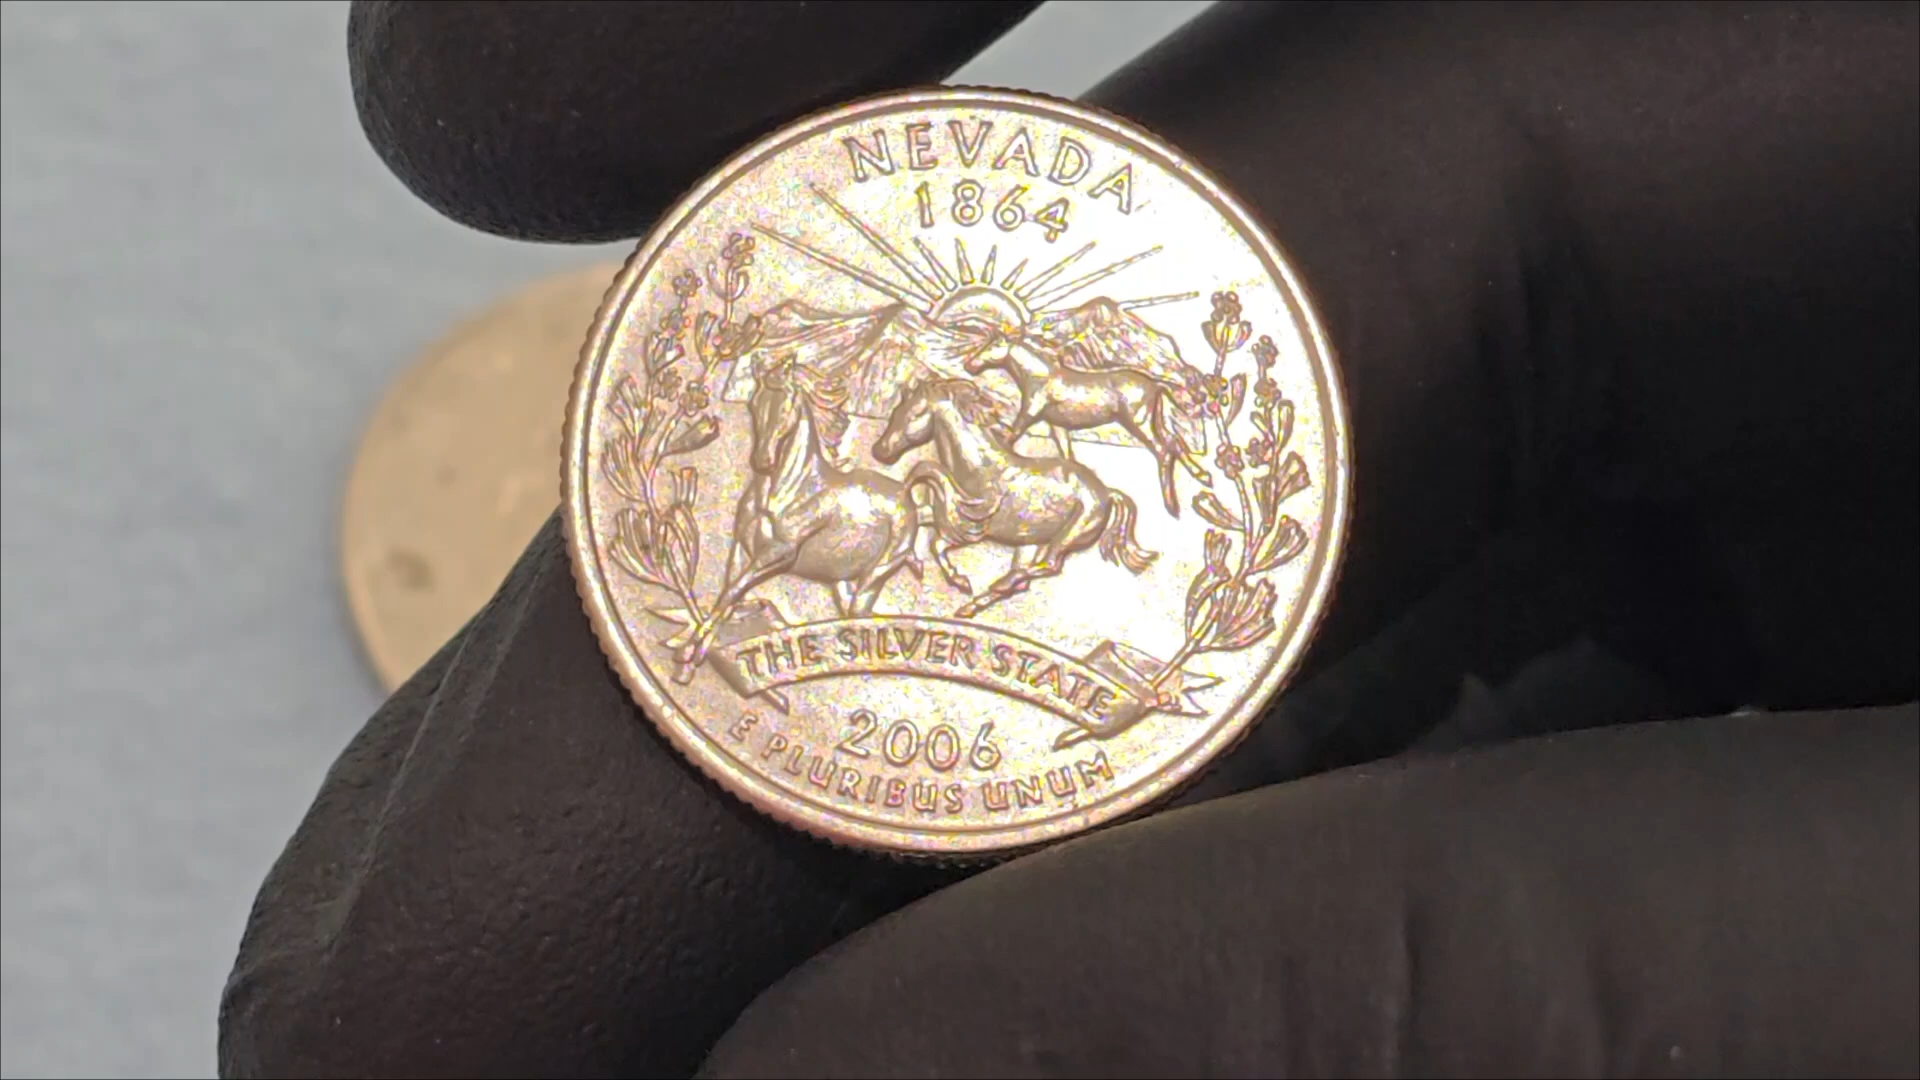 NEVADA
1864
THE SILVER STATE
2006
E PLURIBUS UNUM